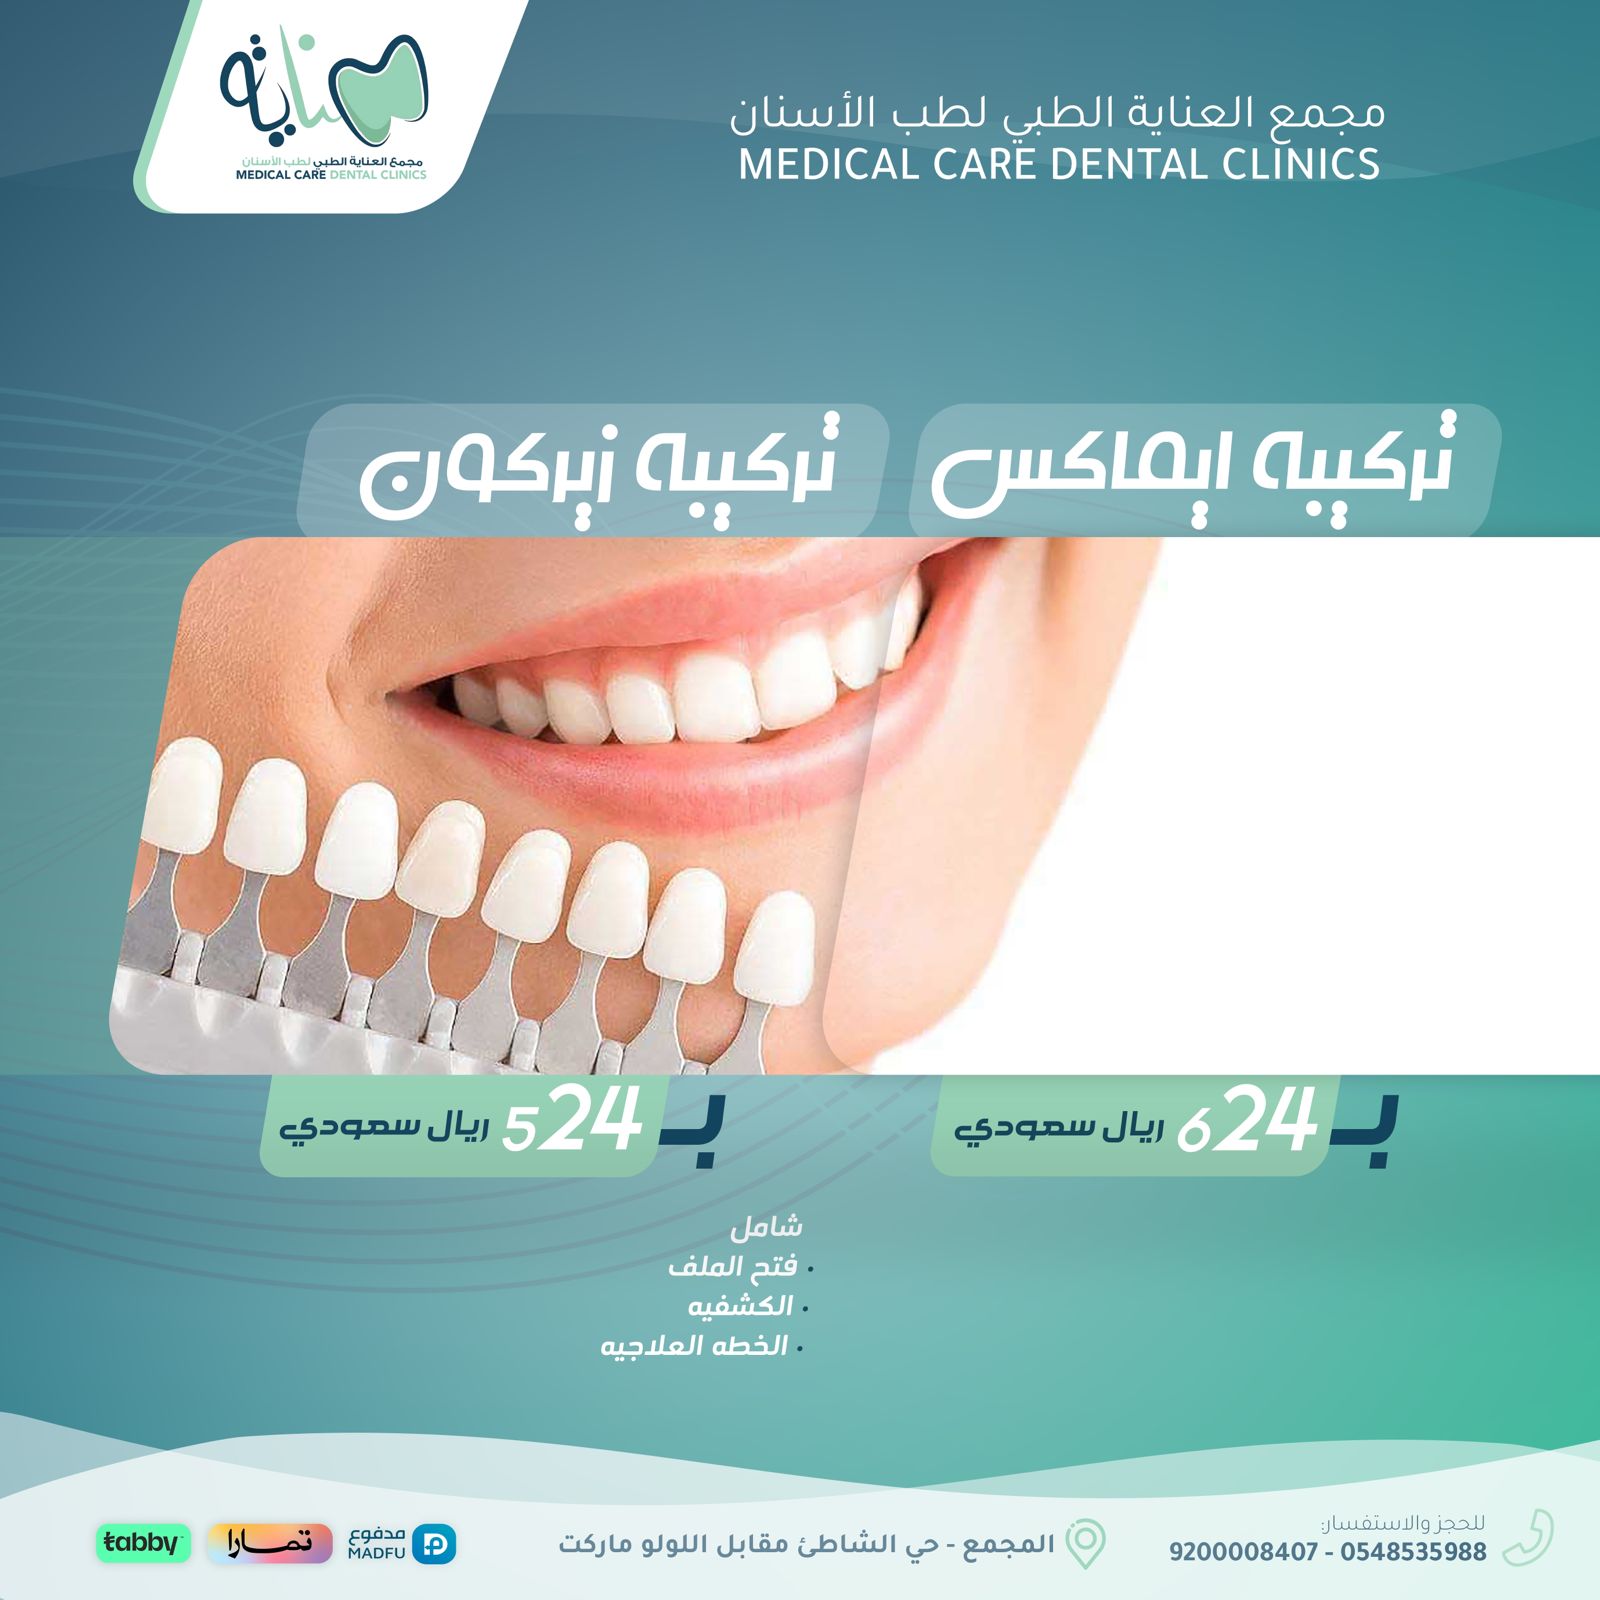 عناية
مجمع العناية الطبي لطب الأسنان
MEDICAL CARE DENTAL CLINICS
مجمع العناية الطبي لطب الأسنان
MEDICAL CARE DENTAL CLINICS
تركيبه ايماكس
تركيبه زيركون
بـ 624 ريال سعودي
بـ 524 ريال سعودي
شامل
• فتح الملف
• الكشفيه
• الخطه العلاجيه
للحجز والاستفسار:
9200008407 - 0548535988
المجمع - حي الشاطئ مقابل اللولو ماركت
مدفوع
MADFU
تمارا
tabby